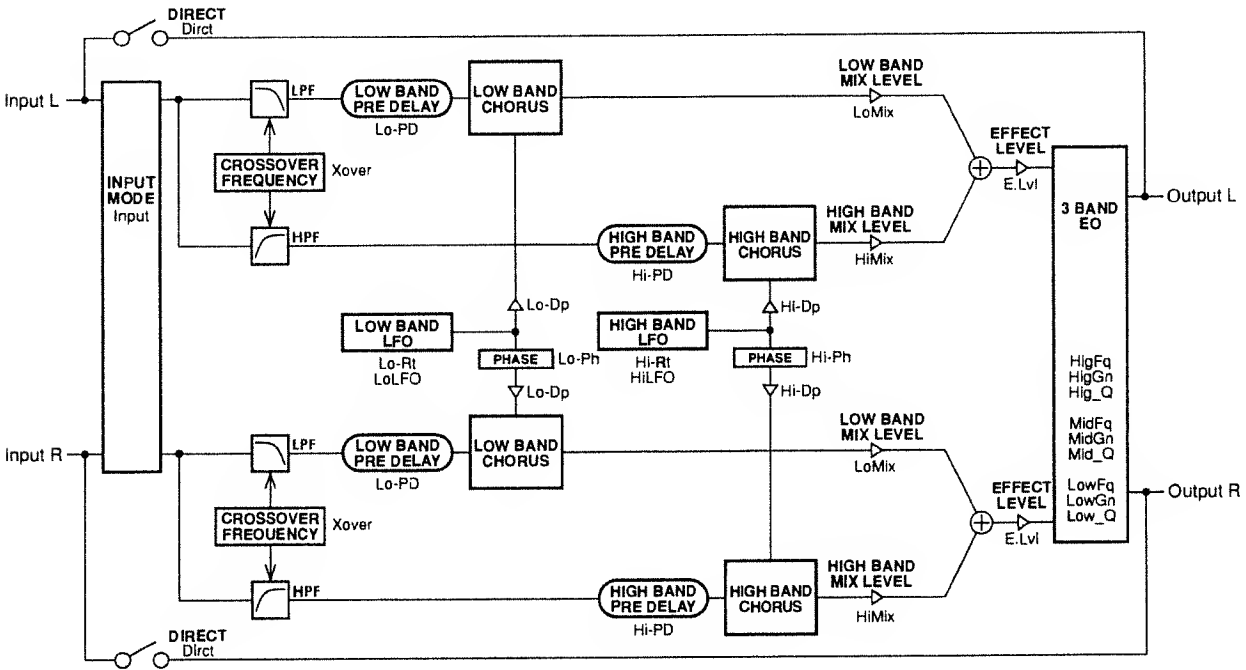 DIRECT
Dirct
Input L
INPUT
MODE
Input
LPF
LOW BAND
PRE DELAY
Lo-PD
LOW BAND
CHORUS
LOW BAND
MIX LEVEL
LoMix
CROSSOVER
FREQUENCY
Xover
EFFECT
LEVEL
E.Lvl
3 BAND
EQ
Output L
HPF
HIGH BAND
PRE DELAY
Hi-PD
HIGH BAND
CHORUS
HIGH BAND
MIX LEVEL
HiMix
Lo-Dp
Hi-Dp
LOW BAND
LFO
Lo-Rt
LoLFO
PHASE
Lo-Ph
HIGH BAND
LFO
Hi-Rt
HiLFO
PHASE
Hi-Ph
Lo-Dp
Hi-Dp
HigFq
HigGn
Hig_Q
MidFq
MidGn
Mid_Q
LowFq
LowGn
Low_Q
Input R
LPF
LOW BAND
PRE DELAY
Lo-PD
LOW BAND
CHORUS
LOW BAND
MIX LEVEL
LoMix
CROSSOVER
FREQUENCY
Xover
EFFECT
LEVEL
E.Lvl
Output R
HPF
HIGH BAND
PRE DELAY
Hi-PD
HIGH BAND
CHORUS
HIGH BAND
MIX LEVEL
HiMix
DIRECT
Dirct